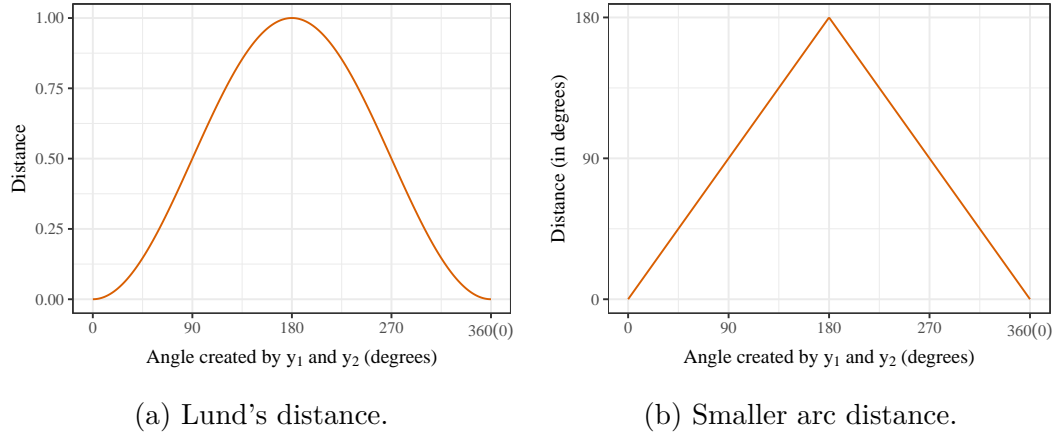 1.00
0.75
0.50
0.25
0.00
Distance
0 90 180 270 360(0)
Angle created by y₁ and y₂ (degrees)
(a) Lund's distance.
180
90
0
Distance (in degrees)
0 90 180 270 360(0)
Angle created by y₁ and y₂ (degrees)
(b) Smaller arc distance.